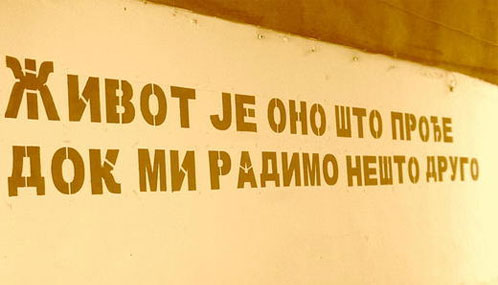 ЖИВОТ ЈЕ ОНО ШТО ПРОЂЕ
ДОК МИ РАДИМО НЕШТО ДРУГО